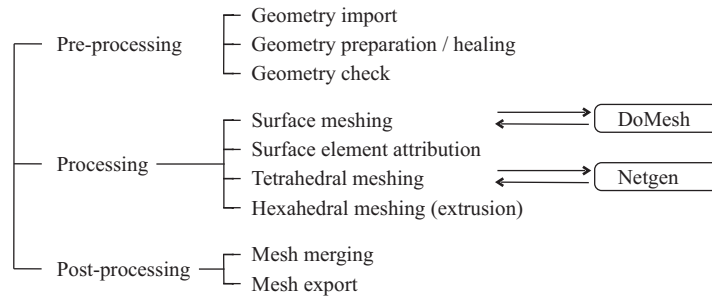 Geometry import
Pre-processing
Geometry preparation / healing
Geometry check
Surface meshing
DoMesh
Surface element attribution
Processing
Tetrahedral meshing
Netgen
Hexahedral meshing (extrusion)
Mesh merging
Post-processing
Mesh export